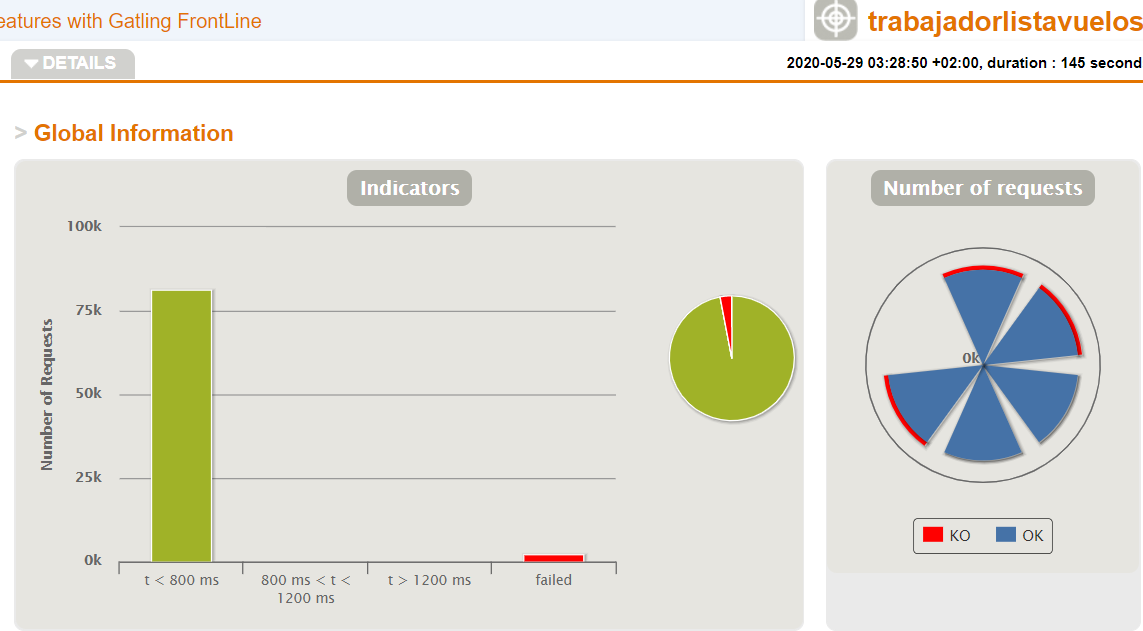 eatures with Gatling FrontLine
trabajadorlistavuelos
DETAILS
2020-05-29 03:28:50 +02:00, duration : 145 second
> Global Information
Indicators
Number of Requests
100k
75k
50k
25k
0k
t < 800 ms
800 ms < t <
1200 ms
t > 1200 ms
failed
Number of requests
0k
KO
OK